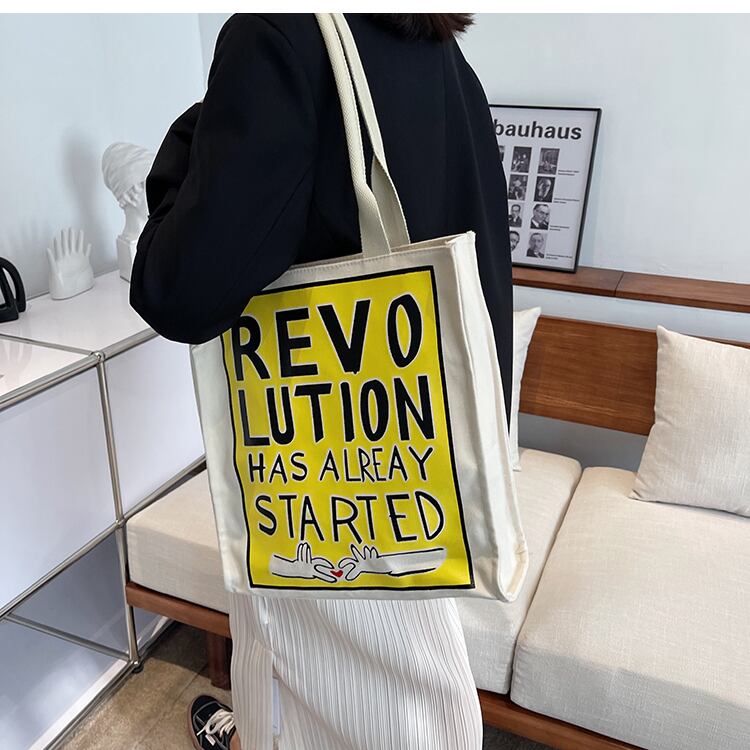 bauhaus
REVO
LUTION
HAS ALREAY
STARTED